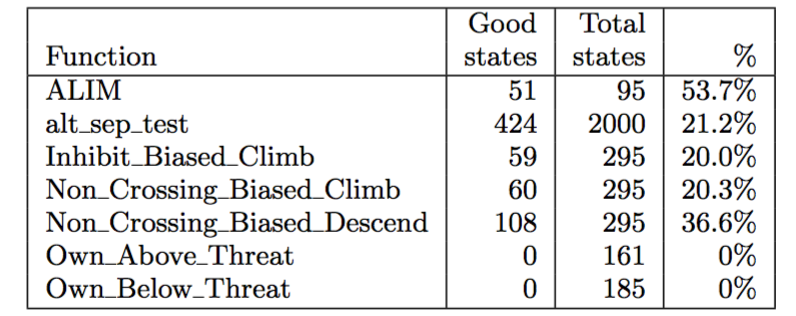 Good Total
Function states states %
ALIM 51 95 53.7%
alt_sep_test 424 2000 21.2%
Inhibit_Biased_Climb 59 295 20.0%
Non_Crossing_Biased_Climb 60 295 20.3%
Non_Crossing_Biased_Descend 108 295 36.6%
Own_Above_Threat 0 161 0%
Own_Below_Threat 0 185 0%